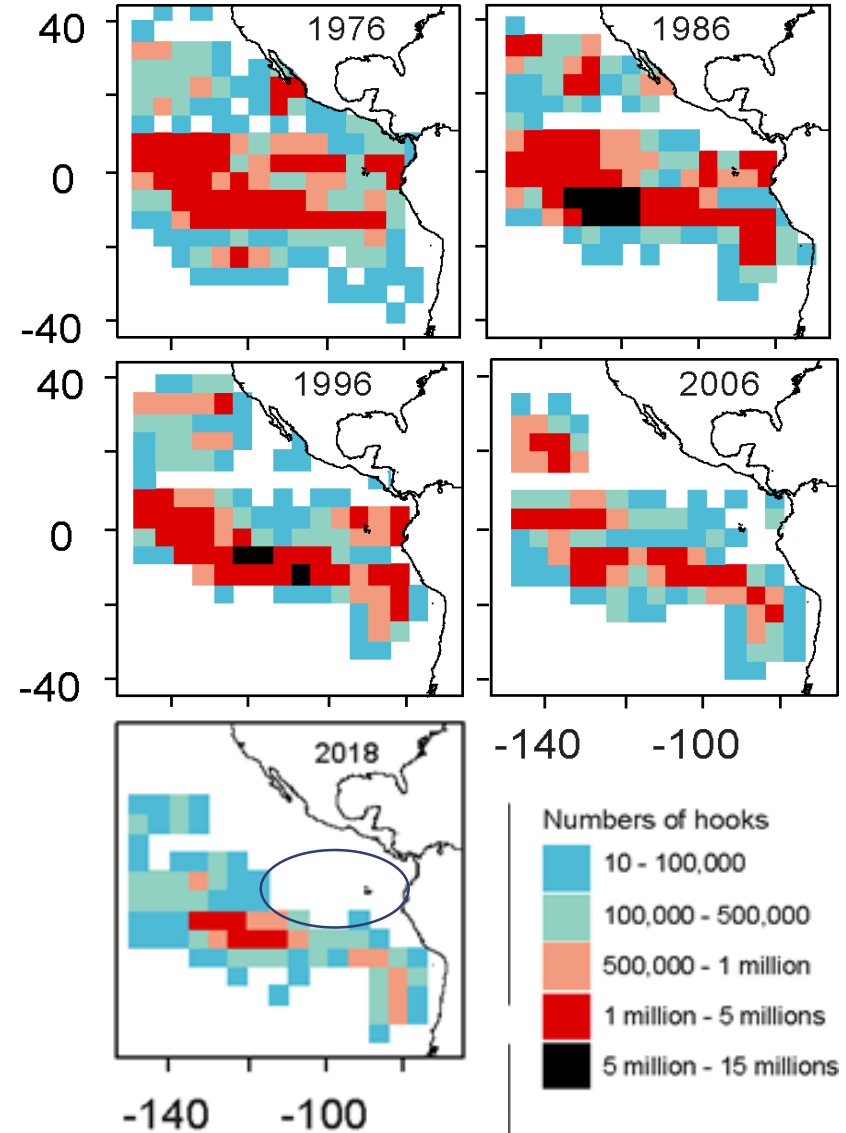 40
1976
1986
0
-40
40
1996
2006
0
-40
-140
-100
2018
Numbers of hooks
10 - 100,000
100,000 - 500,000
500,000 - 1 million
1 million - 5 millions
5 million - 15 millions
-140
-100